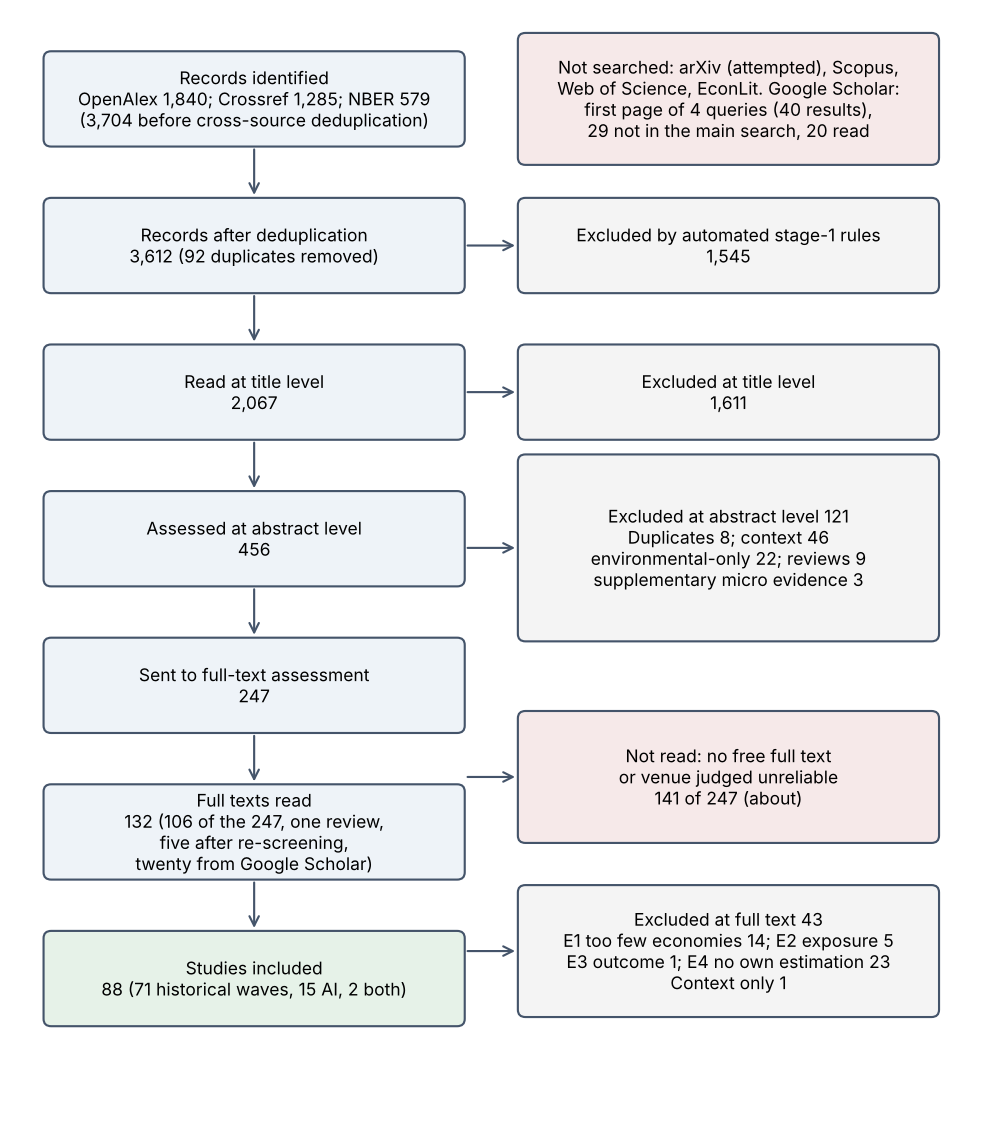 Records identified
OpenAlex 1,840; Crossref 1,285; NBER 579
(3,704 before cross-source deduplication)
Not searched: arXiv (attempted), Scopus,
Web of Science, EconLit. Google Scholar:
first page of 4 queries (40 results),
29 not in the main search, 20 read
Records after deduplication
3,612 (92 duplicates removed)
Excluded by automated stage-1 rules
1,545
Read at title level
2,067
Excluded at title level
1,611
Assessed at abstract level
456
Excluded at abstract level 121
Duplicates 8; context 46
environmental-only 22; reviews 9
supplementary micro evidence 3
Sent to full-text assessment
247
Not read: no free full text
or venue judged unreliable
141 of 247 (about)
Full texts read
132 (106 of the 247, one review,
five after re-screening,
twenty from Google Scholar)
Excluded at full text 43
E1 too few economies 14; E2 exposure 5
E3 outcome 1; E4 no own estimation 23
Context only 1
Studies included
88 (71 historical waves, 15 AI, 2 both)